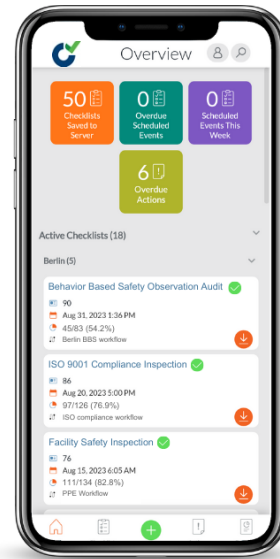 Overview
50
Checklists
Saved to
Server
0
Overdue
Scheduled
Events
0
Scheduled
Events This
Week
6
Overdue
Actions
Active Checklists (18)
Berlin (5)
Behavior Based Safety Observation Audit
90
Aug 31, 2023 1:36 PM
45/83 (54.2%)
Berlin BBS workflow
ISO 9001 Compliance Inspection
86
Aug 20, 2023 5:00 PM
97/126 (76.9%)
ISO compliance workflow
Facility Safety Inspection
76
Aug 15, 2023 6:05 AM
111/134 (82.8%)
PPE Workflow